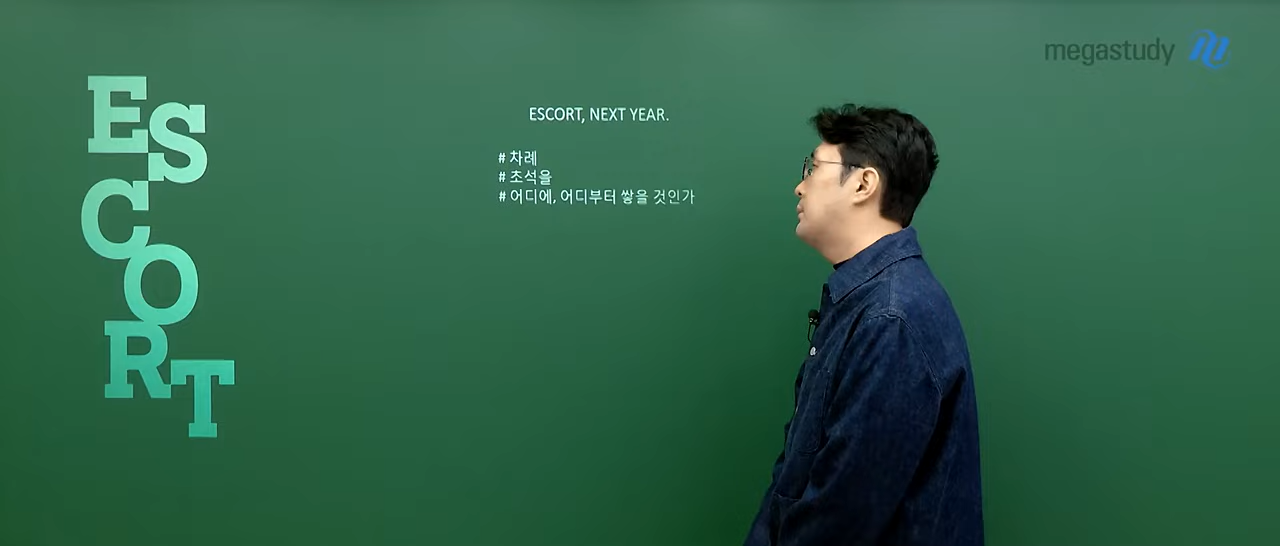 ESCORT
ESCORT, NEXT YEAR.
# 차례
# 초석을
# 어디에, 어디부터 쌓을 것인가
megastudy